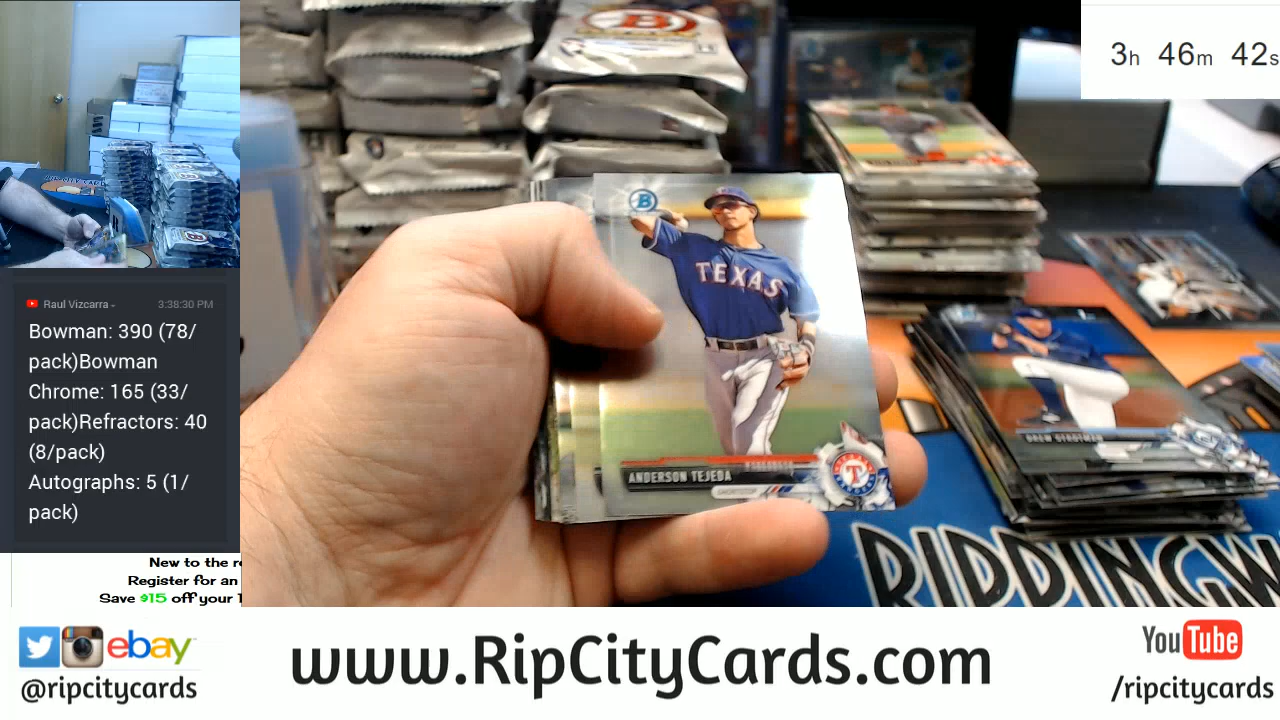 3h 46m 42s
Raul Vizcarra
3:38:30 PM
Bowman: 390 (78/
pack)Bowman
Chrome: 165 (33/
pack)Refractors: 40
(8/pack)
Autographs: 5 (1/
pack)
New to the r
Register for an
Save $15 off your 1
B
TEXAS
ANDERSON TEJEDA
T
RIPPINGW
ebay
@ripcitycards
www.RipCityCards.com
YouTube
/ripcitycards